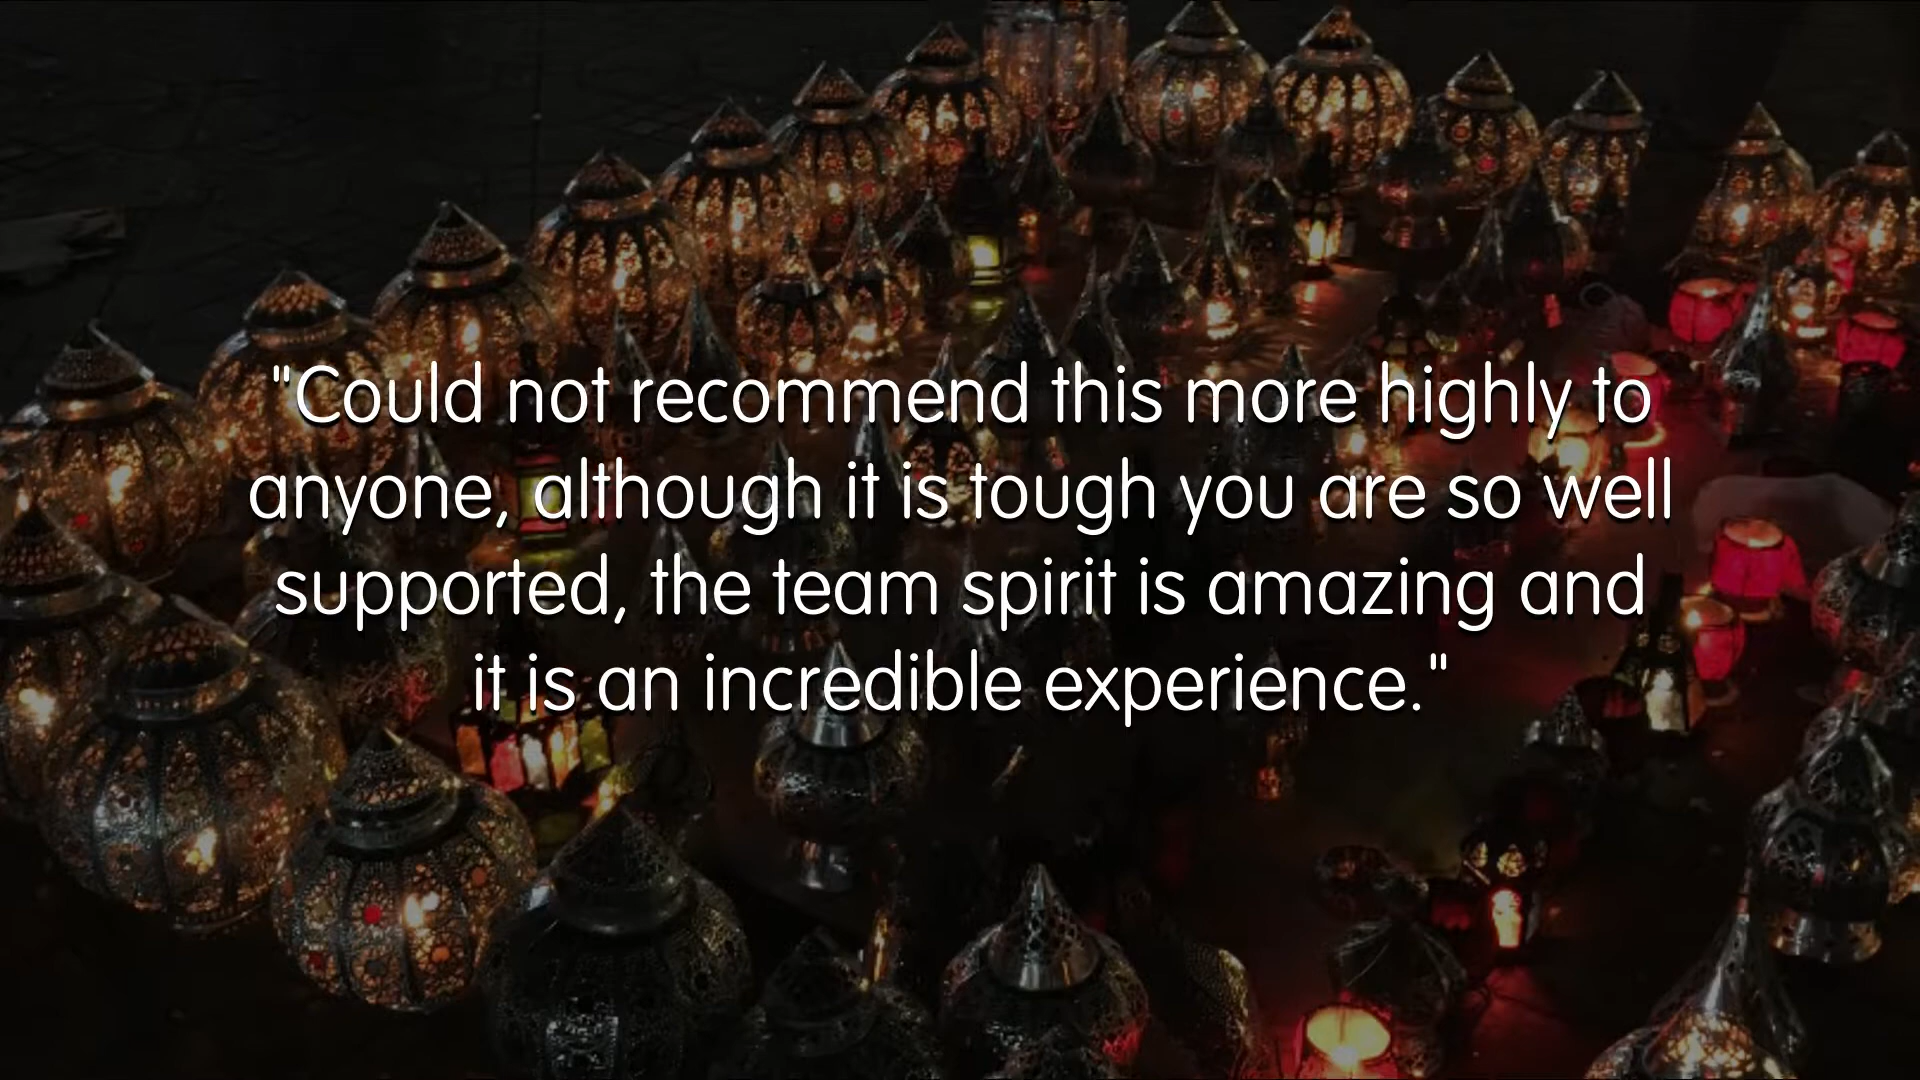 "Could not recommend this more highly to
anyone, although it is tough you are so well
supported, the team spirit is amazing and
it is an incredible experience."